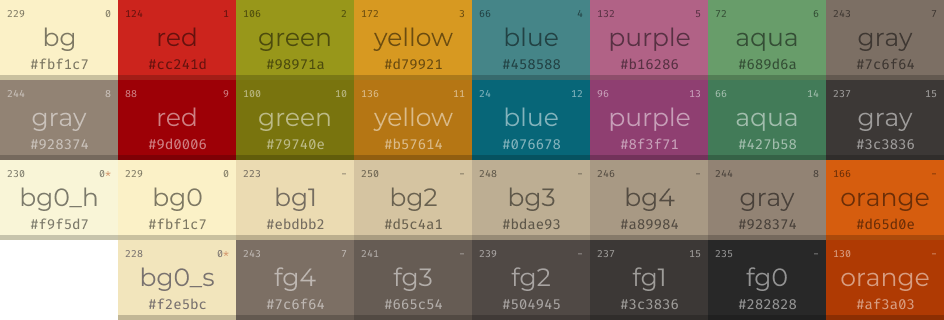 229 0 124 1 106 2 172 3 66 4 132 5 72 6 243 7
bg red green yellow blue purple aqua gray
#fbf1c7 #cc241d #98971a #d79921 #458588 #b16286 #689d6a #7c6f64
244 8 88 9 100 10 136 11 24 12 96 13 66 14 237 15
gray red green yellow blue purple aqua gray
#928374 #9d0006 #79740e #b57614 #076678 #8f3f71 #427b58 #3c3836
230 0* 229 0 223 - 250 - 248 - 246 - 244 8 166 -
bg0_h bg0 bg1 bg2 bg3 bg4 gray orange
#f9f5d7 #fbf1c7 #ebdbb2 #d5c4a1 #bdae93 #a89984 #928374 #d65d0e
228 0* 243 7 241 - 239 - 237 15 235 - 130 -
bg0_s fg4 fg3 fg2 fg1 fg0 orange
#f2e5bc #7c6f64 #665c54 #504945 #3c3836 #282828 #af3a03